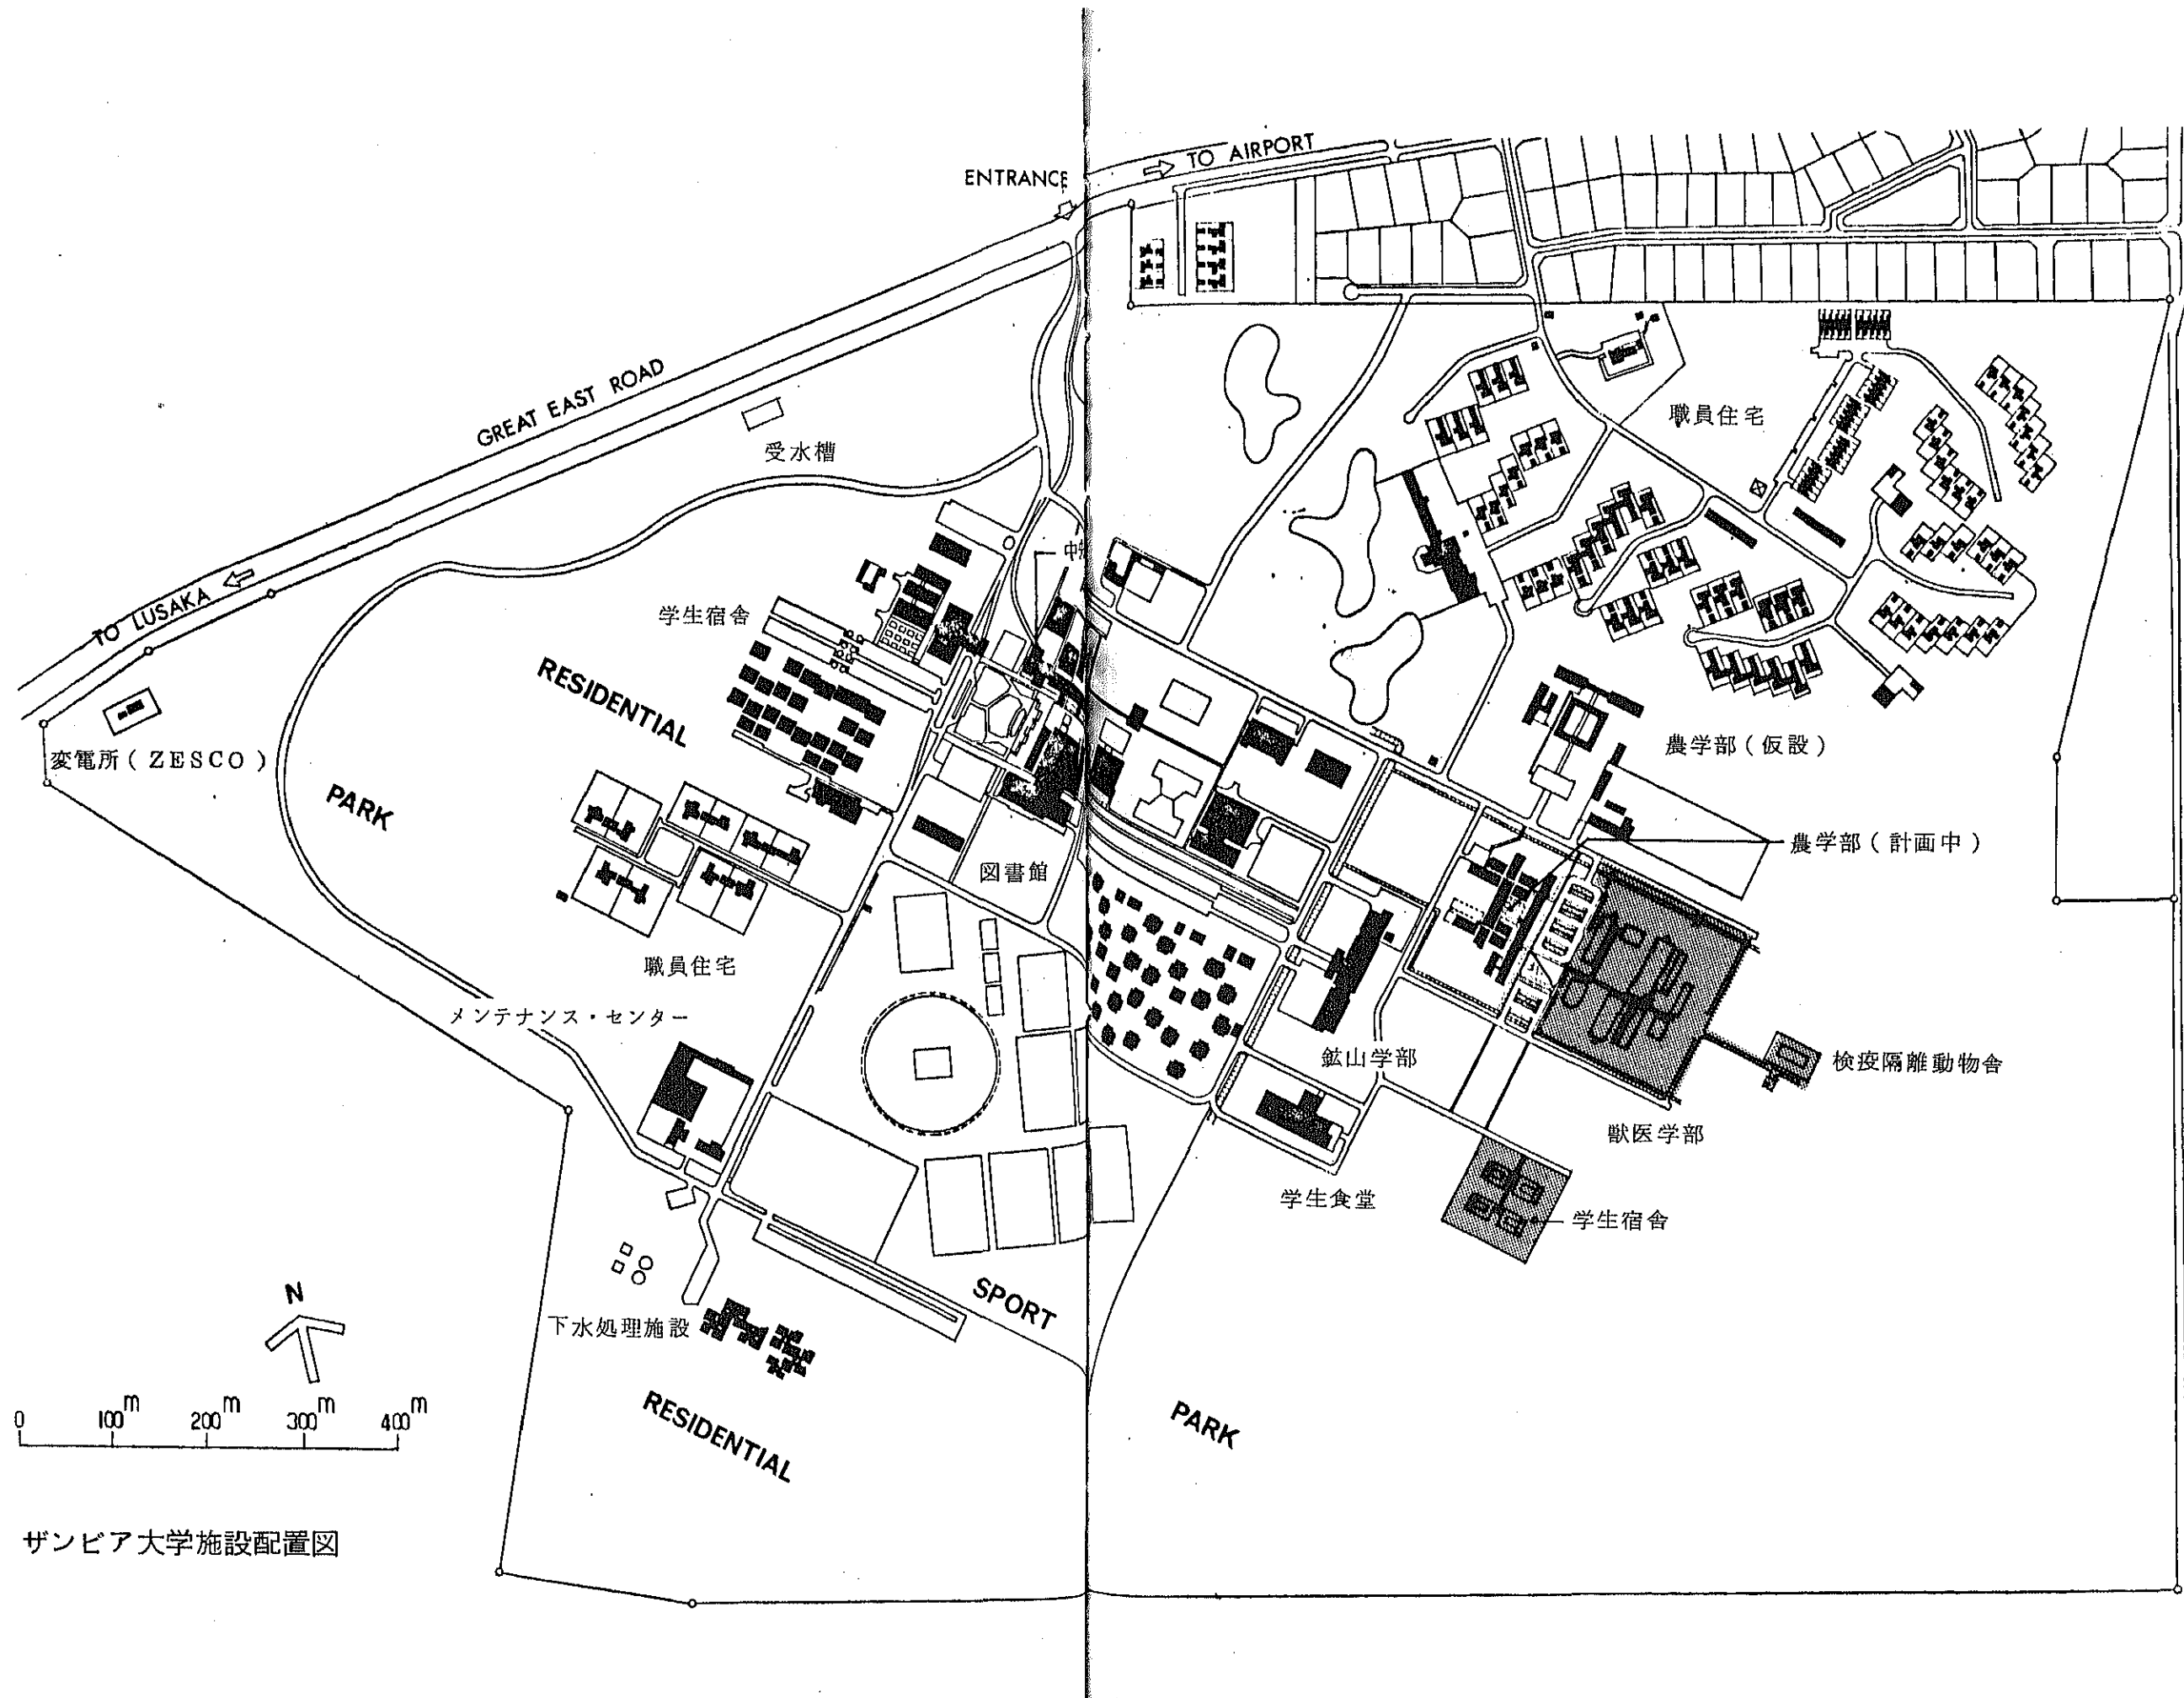 TO AIRPORT
ENTRANCE
GREAT EAST ROAD
受水槽
職員住宅
TO LUSAKA
学生宿舎
RESIDENTIAL
変電所(ZESCO)
PARK
農学部(仮設)
農学部(計画中)
図書館
職員住宅
メンテナンス・センター
鉱山学部
検疫隔離動物舎
獣医学部
学生食堂
学生宿舎
SPORT
N
下水処理施設
RESIDENTIAL
PARK
0 100m 200m 300m 400m
ザンビア大学施設配置図